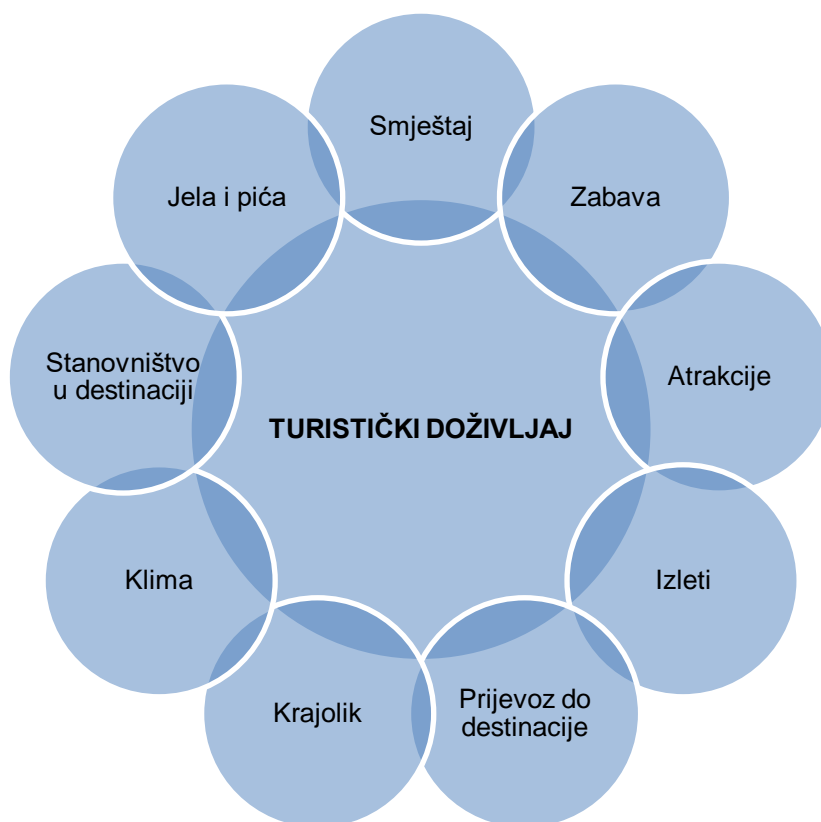 Smještaj
Zabava
Atrakcije
Izleti
Prijevoz do
destinacije
Krajolik
Klima
Stanovništvo
u destinaciji
Jela i pića
TURISTIČKI DOŽIVLJAJ